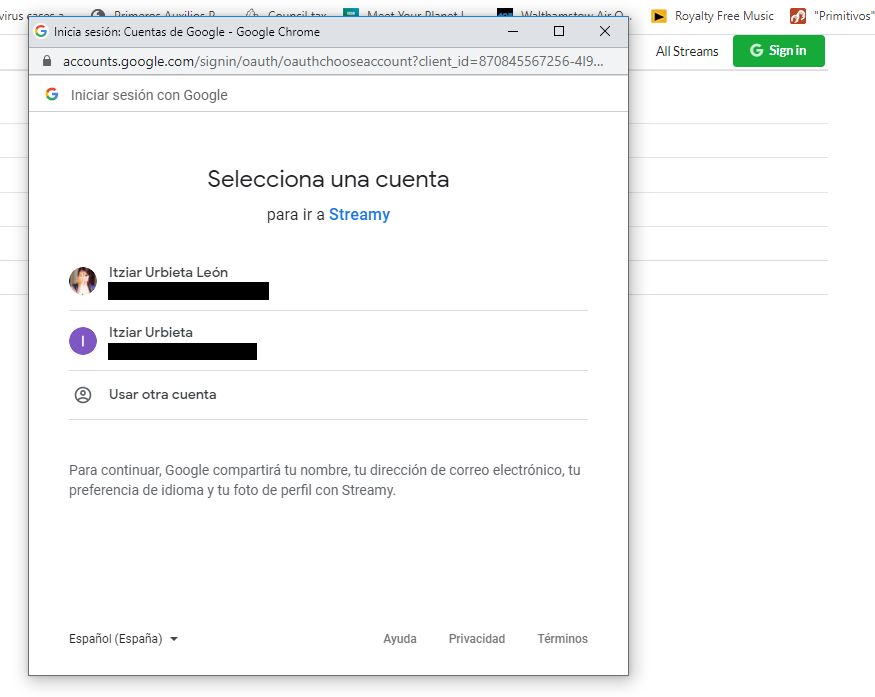 Primeros Auxilios P
Council tax
Meet Your Planet
Walthamstow Air Q...
Royalty Free Music
"Primitivos"
Inicia sesión: Cuentas de Google - Google Chrome
accounts.google.com/signin/oauth/oauthchooseaccount?client_id=870845567256-4l9...
All Streams
Sign in
Iniciar sesión con Google
Selecciona una cuenta
para ir a Streamy
Itziar Urbieta León
I
Itziar Urbieta
Usar otra cuenta
Para continuar, Google compartirá tu nombre, tu dirección de correo electrónico, tu
preferencia de idioma y tu foto de perfil con Streamy.
Español (España)
Ayuda
Privacidad
Términos